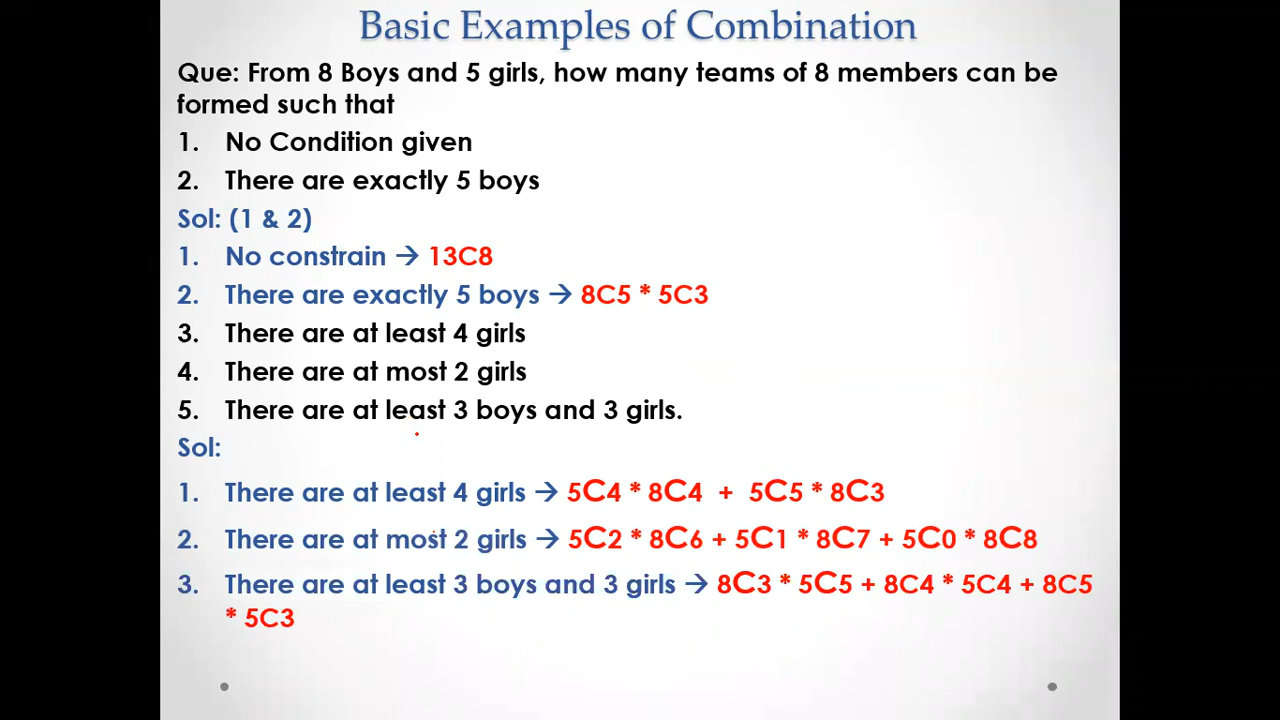 Basic Examples of Combination
Que: From 8 Boys and 5 girls, how many teams of 8 members can be
formed such that
1. No Condition given
2. There are exactly 5 boys
Sol: (1 & 2)
1. No constrain → 13C8
2. There are exactly 5 boys → 8C5 * 5C3
3. There are at least 4 girls
4. There are at most 2 girls
5. There are at least 3 boys and 3 girls.
Sol:
1. There are at least 4 girls → 5C4 * 8C4 + 5C5 * 8C3
2. There are at most 2 girls → 5C2 * 8C6 + 5C1 * 8C7 + 5C0 * 8C8
3. There are at least 3 boys and 3 girls → 8C3 * 5C5 + 8C4 * 5C4 + 8C5
* 5C3